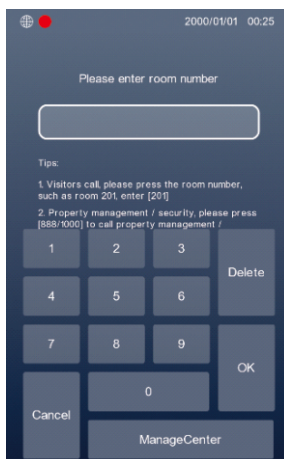 2000/01/01 00:25
Please enter room number
Tips:
1. Visitors call, please press the room number,
such as room 201, enter [201]
2. Property management / security, please press
[888/1000] to call property management /
1 2 3
Delete
4 5 6
7 8 9
OK
0
Cancel
ManageCenter